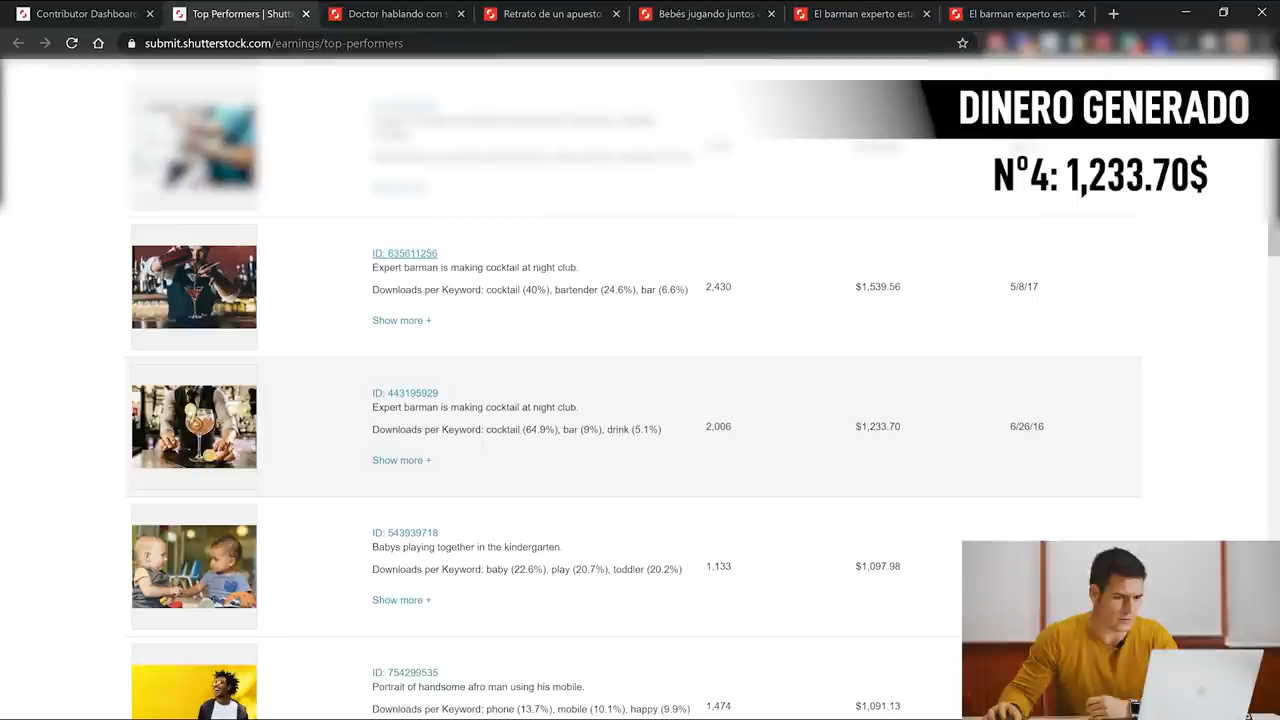 Contributor Dashboard
Top Performers | Shutte
Doctor hablando con s
Retrato de un apuesto
Bebés jugando juntos
El barman experto esta
El barman experto esta
submit.shutterstock.com/earnings/top-performers
DINERO GENERADO
Nº4: 1,233.70$
ID: 635611256
Expert barman is making cocktail at night club.
Downloads per Keyword: cocktail (40%), bartender (24.6%), bar (6.6%)
2,430
$1,539.56
5/8/17
Show more +
ID: 443195929
Expert barman is making cocktail at night club.
Downloads per Keyword: cocktail (64.9%), bar (9%), drink (5.1%)
2,006
$1,233.70
6/26/16
Show more +
ID: 543939718
Babys playing together in the kindergarten.
Downloads per Keyword: baby (22.6%), play (20.7%), toddler (20.2%)
1,133
$1,097.98
Show more +
ID: 754299535
Portrait of handsome afro man using his mobile.
Downloads per Keyword: phone (13.7%), mobile (10.1%), happy (9.9%)
1,474
$1,091.13